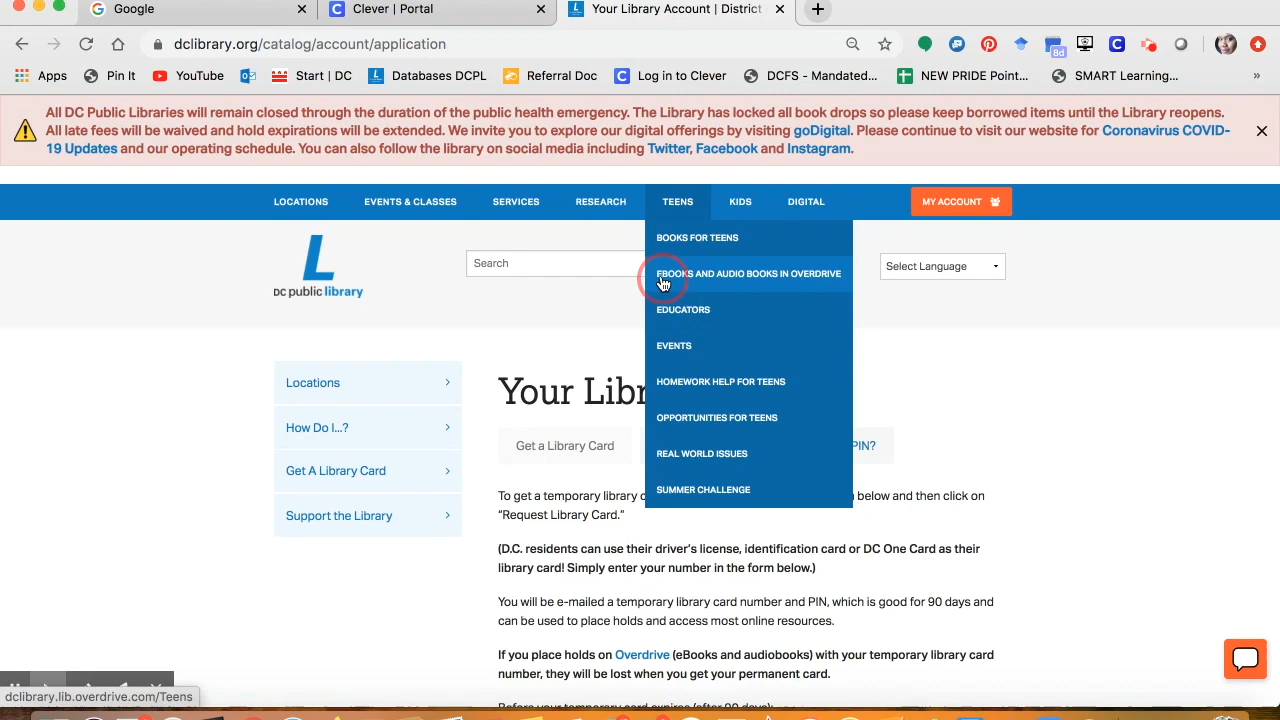 Google
Clever | Portal
Your Library Account | District
dclibrary.org/catalog/account/application
8d
Apps
Pin It
YouTube
Start | DC
Databases DCPL
Referral Doc
Log in to Clever
DCFS - Mandated...
NEW PRIDE Point...
SMART Learning...
»
All DC Public Libraries will remain closed through the duration of the public health emergency. The Library has locked all book drops so please keep borrowed items until the Library reopens.
All late fees will be waived and hold expirations will be extended. We invite you to explore our digital offerings by visiting goDigital. Please continue to visit our website for Coronavirus COVID-
19 Updates and our operating schedule. You can also follow the library on social media including Twitter, Facebook and Instagram.
LOCATIONS
EVENTS & CLASSES
SERVICES
RESEARCH
TEENS
KIDS
DIGITAL
MY ACCOUNT
BOOKS FOR TEENS
EBOOKS AND AUDIO BOOKS IN OVERDRIVE
EDUCATORS
EVENTS
HOMEWORK HELP FOR TEENS
OPPORTUNITIES FOR TEENS
REAL WORLD ISSUES
SUMMER CHALLENGE
DC public library
Search
Select Language
Locations
How Do I...?
Get A Library Card
Support the Library
Your Libr
Get a Library Card
PIN?
To get a temporary library below and then click on
“Request Library Card.”
(D.C. residents can use their driver’s license, identification card or DC One Card as their
library card! Simply enter your number in the form below.)
You will be e-mailed a temporary library card number and PIN, which is good for 90 days and
can be used to place holds and access most online resources.
If you place holds on Overdrive (eBooks and audiobooks) with your temporary library card
number, they will be lost when you get your permanent card.
Before your temporary card expires (after 90 days):
dclibrary.lib.overdrive.com/Teens